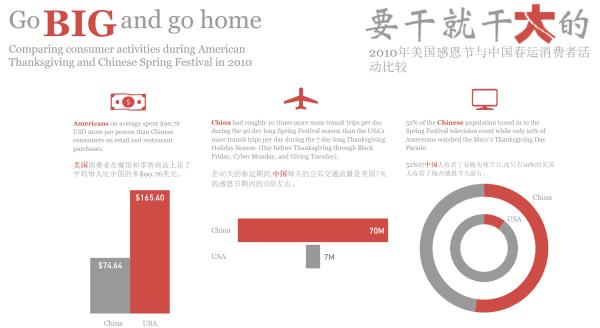 Go BIG and go home
要干就干大的
Comparing consumer activities during American
Thanksgiving and Chinese Spring Festival in 2010
2010年美国感恩节与中国春运消费者活
动比较
$
Americans on average spent $90.76
USD more per person than Chinese
consumers on retail and restaurant
purchases.
美国消费者在餐馆和零售商品上花了
平均每人比中国的多$90.76美元。
$165.40
$74.64
China
USA
China had roughly 10 times more mass transit trips per day
during the 40 day long Spring Festival season than the USA's
mass transit trips per day during the 7 day long Thanksgiving
Holiday Season (Day before Thanksgiving through Black
Friday, Cyber Monday, and Giving Tuesday).
在40天的春运期间,中国每天的公共交通流量是美国7天
的感恩节期间的10倍左右。
China
70M
USA
7M
52% of the Chinese population tuned in to the
Spring Festival television event while only 10% of
Americans watched the Macy's Thanksgiving Day
Parade.
52%的中国人收看了春晚电视节目,而只有10%的美国
人收看了梅西感恩节大游行。
China
USA